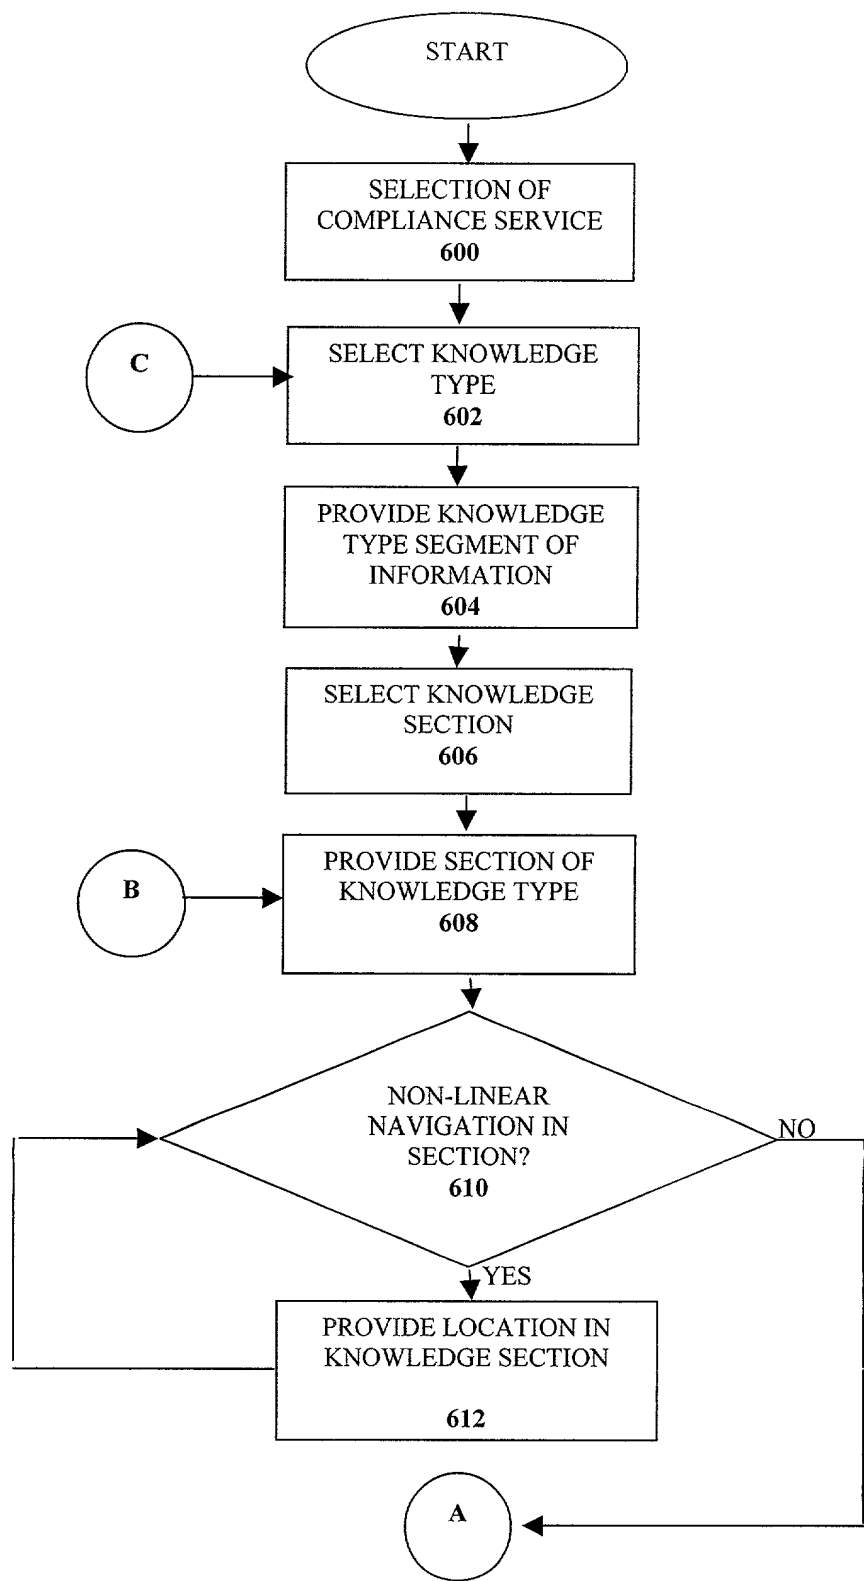 START
SELECTION OF
COMPLIANCE SERVICE
600
C
SELECT KNOWLEDGE
TYPE
602
PROVIDE KNOWLEDGE
TYPE SEGMENT OF
INFORMATION
604
SELECT KNOWLEDGE
SECTION
606
B
PROVIDE SECTION OF
KNOWLEDGE TYPE
608
NON-LINEAR
NAVIGATION IN
SECTION?
610
NO
YES
PROVIDE LOCATION IN
KNOWLEDGE SECTION
612
A